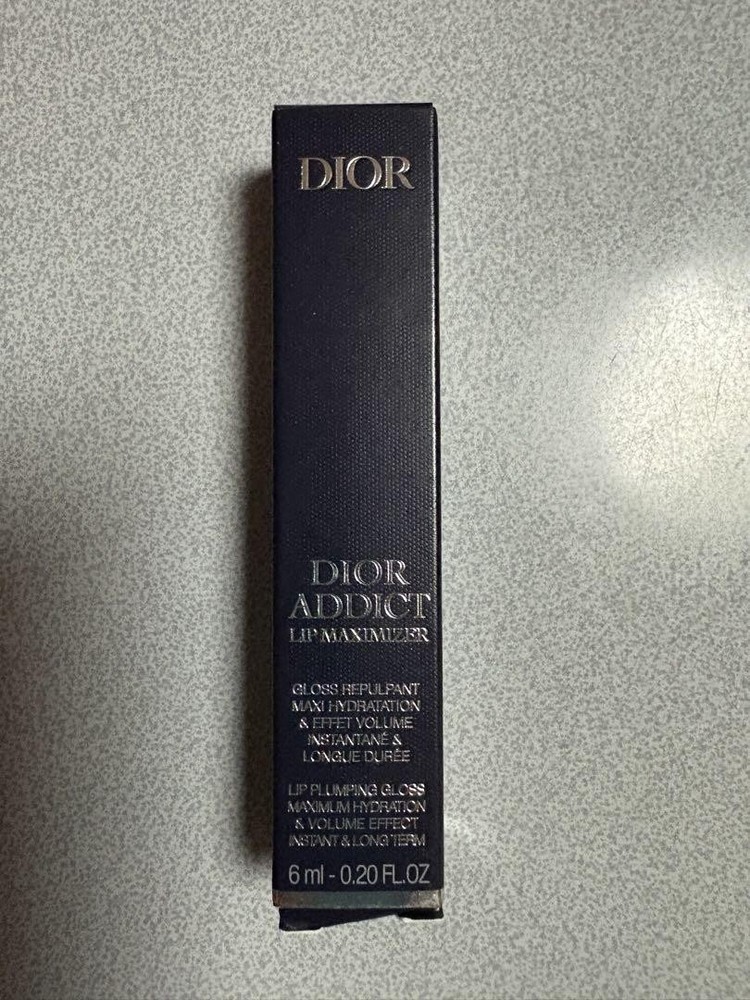 DIOR
DIOR
ADDICT
LIP MAXIMIZER
GLOSS REPULPANT
MAXI HYDRATATION
& EFFET VOLUME
INSTANTANÉ &
LONGUE DURÉE
LIP PLUMPING GLOSS
MAXIMUM HYDRATION
& VOLUME EFFECT
INSTANT & LONG TERM
6 ml - 0.20 FL.OZ